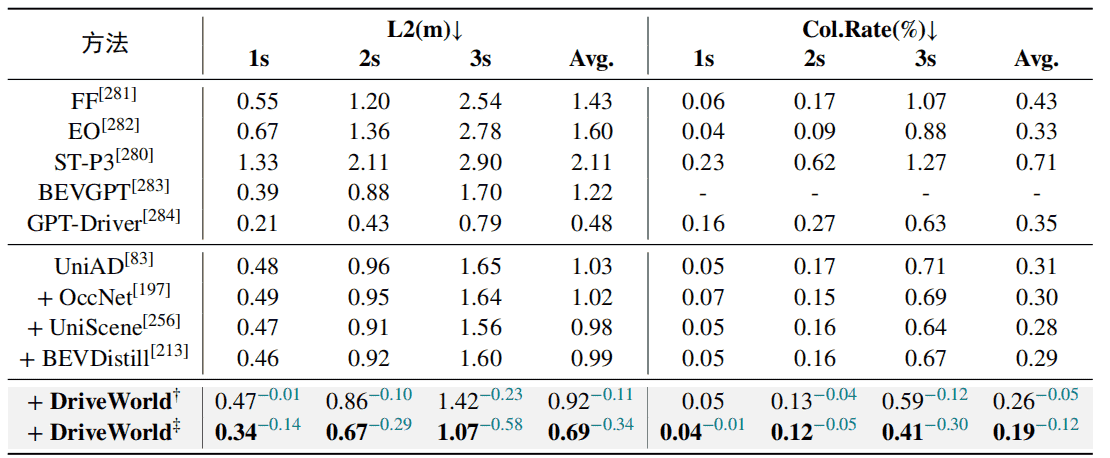 方法 L2(m)↓ Col.Rate(%)↓
1s 2s 3s Avg. 1s 2s 3s Avg.
FF[281] 0.55 1.20 2.54 1.43 0.06 0.17 1.07 0.43
EO[282] 0.67 1.36 2.78 1.60 0.04 0.09 0.88 0.33
ST-P3[280] 1.33 2.11 2.90 2.11 0.23 0.62 1.27 0.71
BEVGPT[283] 0.39 0.88 1.70 1.22 - - - -
GPT-Driver[284] 0.21 0.43 0.79 0.48 0.16 0.27 0.63 0.35
UniAD[83] 0.48 0.96 1.65 1.03 0.05 0.17 0.71 0.31
+ OccNet[197] 0.49 0.95 1.64 1.02 0.07 0.15 0.69 0.30
+ UniScene[256] 0.47 0.91 1.56 0.98 0.05 0.16 0.64 0.28
+ BEVDistill[213] 0.46 0.92 1.60 0.99 0.05 0.16 0.67 0.29
+ DriveWorld† 0.47−0.01 0.86−0.10 1.42−0.23 0.92−0.11 0.05 0.13−0.04 0.59−0.12 0.26−0.05
+ DriveWorld‡ 0.34−0.14 0.67−0.29 1.07−0.58 0.69−0.34 0.04−0.01 0.12−0.05 0.41−0.30 0.19−0.12